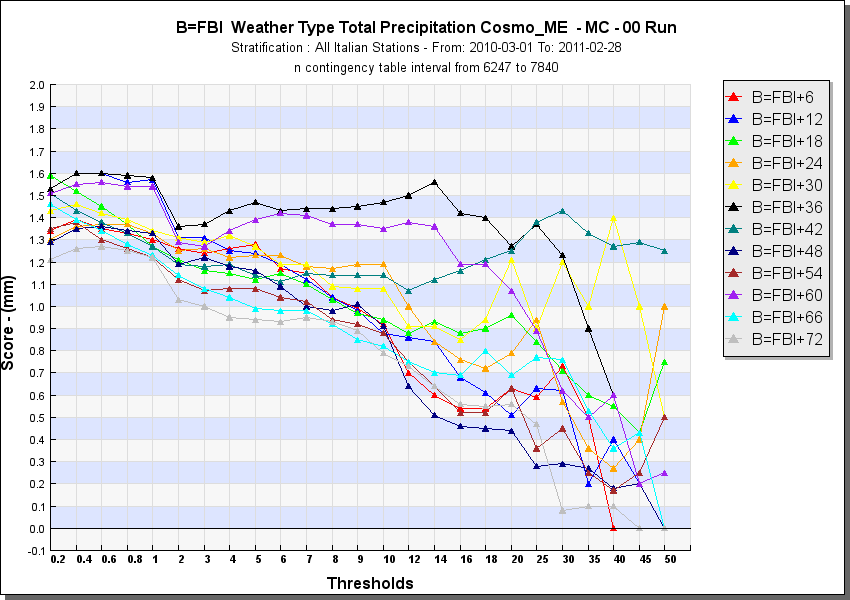 B=FBI Weather Type Total Precipitation Cosmo_ME - MC - 00 Run
Stratification : All Italian Stations - From: 2010-03-01 To: 2011-02-28
n contingency table interval from 6247 to 7840
2.0
1.9
1.8
1.7
1.6
1.5
1.4
1.3
1.2
1.1
1.0
0.9
0.8
0.7
0.6
0.5
0.4
0.3
0.2
0.1
0.0
-0.1
Score - (mm)
0.2 0.4 0.6 0.8 1 2 3 4 5 6 7 8 9 10 12 14 16 18 20 25 30 35 40 45 50
Thresholds
B=FBI+6
B=FBI+12
B=FBI+18
B=FBI+24
B=FBI+30
B=FBI+36
B=FBI+42
B=FBI+48
B=FBI+54
B=FBI+60
B=FBI+66
B=FBI+72